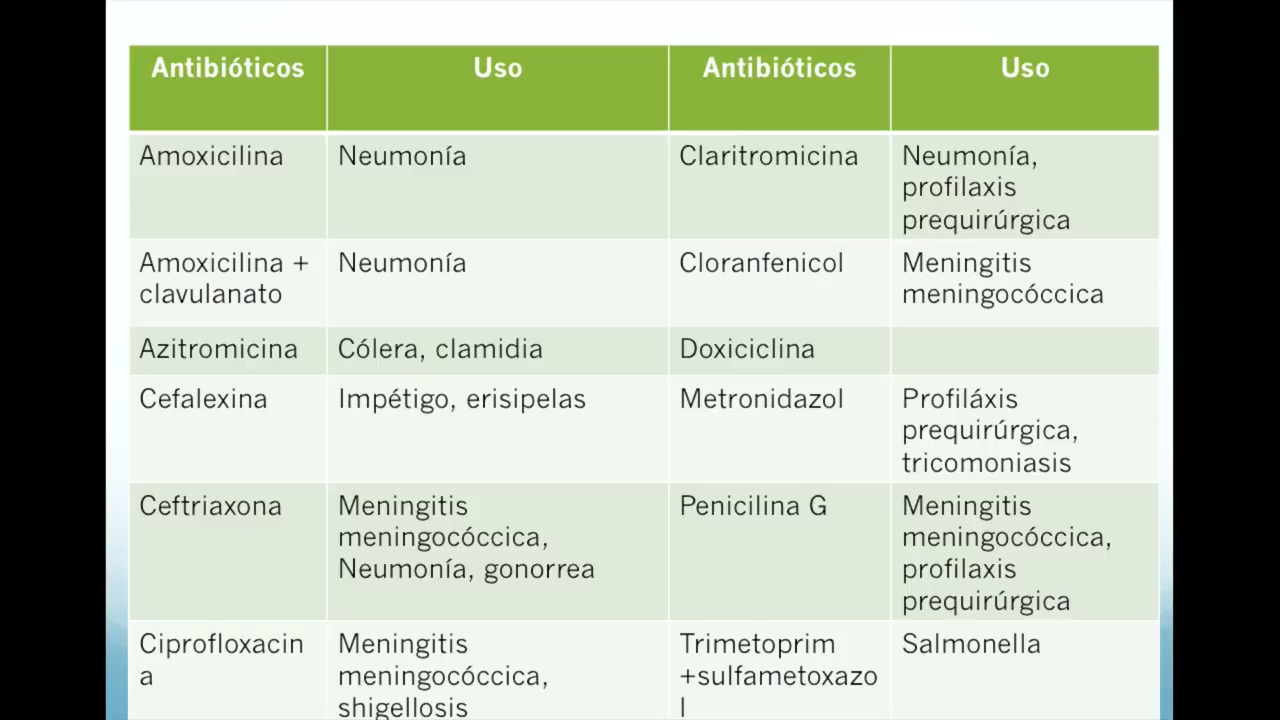 Antibióticos Uso Antibióticos Uso
Amoxicilina Neumonía Claritromicina Neumonía,
profilaxis
prequirúrgica
Amoxicilina + Neumonía Cloranfenicol Meningitis
clavulanato meningocóccica
Azitromicina Cólera, clamidia Doxiciclina
Cefalexina Impétigo, erisipelas Metronidazol Profiláxis
prequirúrgica,
tricomoniasis
Ceftriaxona Meningitis Penicilina G Meningitis
meningocóccica, meningocóccica,
Neumonía, gonorrea profilaxis
prequirúrgica
Ciprofloxacin Meningitis Trimetoprim Salmonella
a meningocóccica, +sulfametoxazo
shigellosis l